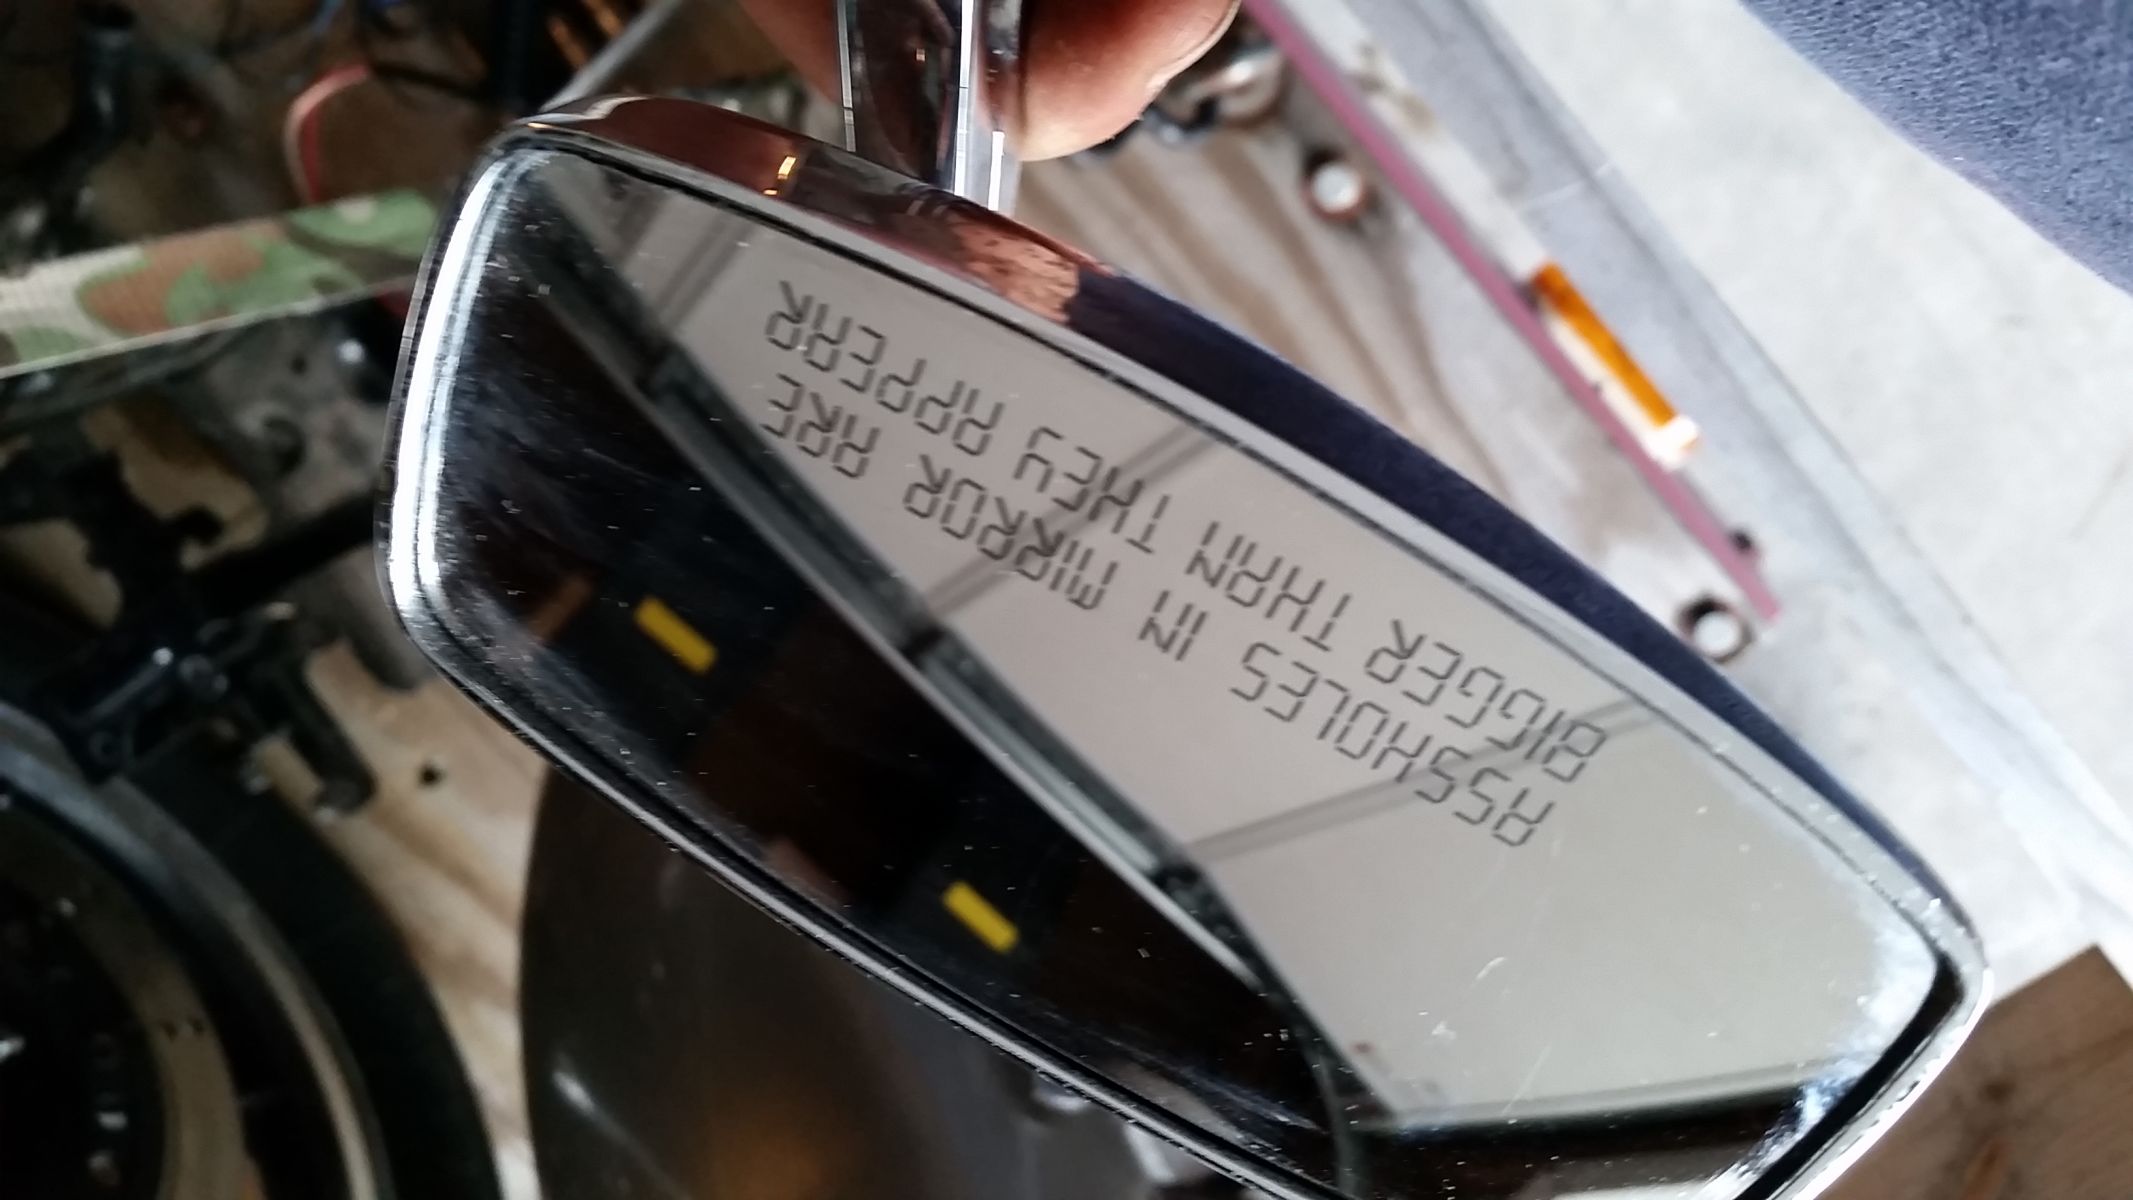 ASSHOLES IN MIRROR ARE
BIGGER THAN THEY APPEAR